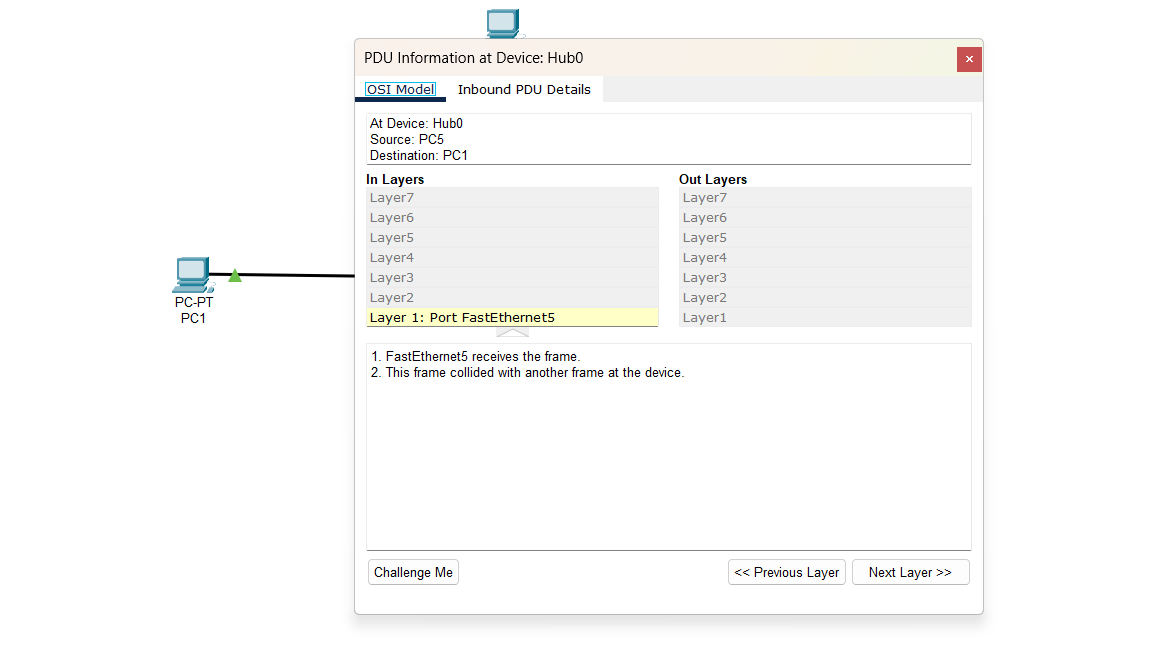 PDU Information at Device: Hub0
OSI Model
Inbound PDU Details
At Device: Hub0
Source: PC5
Destination: PC1
In Layers
Layer7
Layer6
Layer5
Layer4
Layer3
Layer2
Layer 1: Port FastEthernet5
Out Layers
Layer7
Layer6
Layer5
Layer4
Layer3
Layer2
Layer1
1. FastEthernet5 receives the frame.
2. This frame collided with another frame at the device.
Challenge Me
<< Previous Layer
Next Layer >>
PC-PT
PC1